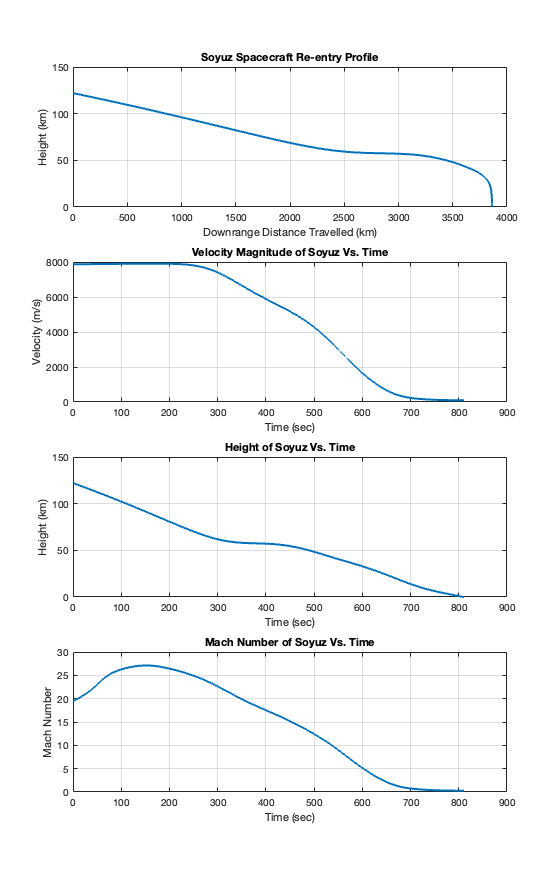 Soyuz Spacecraft Re-entry Profile
150
100
50
0
Height (km)
0 500 1000 1500 2000 2500 3000 3500 4000
Downrange Distance Travelled (km)
Velocity Magnitude of Soyuz Vs. Time
8000
6000
4000
2000
0
Velocity (m/s)
0 100 200 300 400 500 600 700 800 900
Time (sec)
Height of Soyuz Vs. Time
150
100
50
0
Height (km)
0 100 200 300 400 500 600 700 800 900
Time (sec)
Mach Number of Soyuz Vs. Time
30
25
20
15
10
5
0
Mach Number
0 100 200 300 400 500 600 700 800 900
Time (sec)